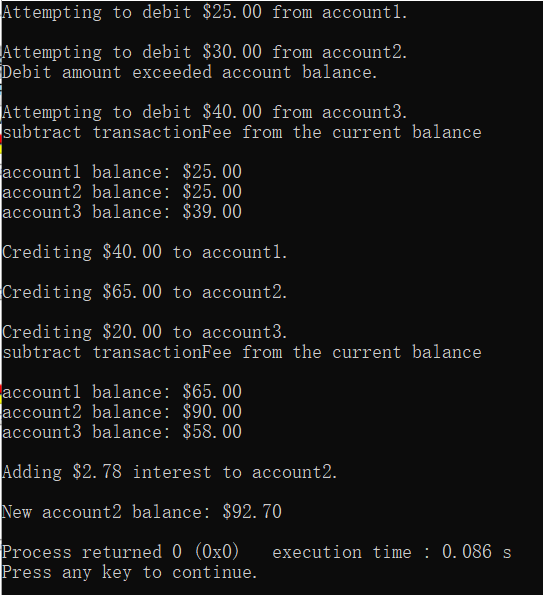 Attempting to debit $25.00 from account1.
Attempting to debit $30.00 from account2.
Debit amount exceeded account balance.
Attempting to debit $40.00 from account3.
subtract transactionFee from the current balance
account1 balance: $25.00
account2 balance: $25.00
account3 balance: $39.00
Crediting $40.00 to account1.
Crediting $65.00 to account2.
Crediting $20.00 to account3.
subtract transactionFee from the current balance
account1 balance: $65.00
account2 balance: $90.00
account3 balance: $58.00
Adding $2.78 interest to account2.
New account2 balance: $92.70
Process returned 0 (0x0)   execution time : 0.086 s
Press any key to continue.